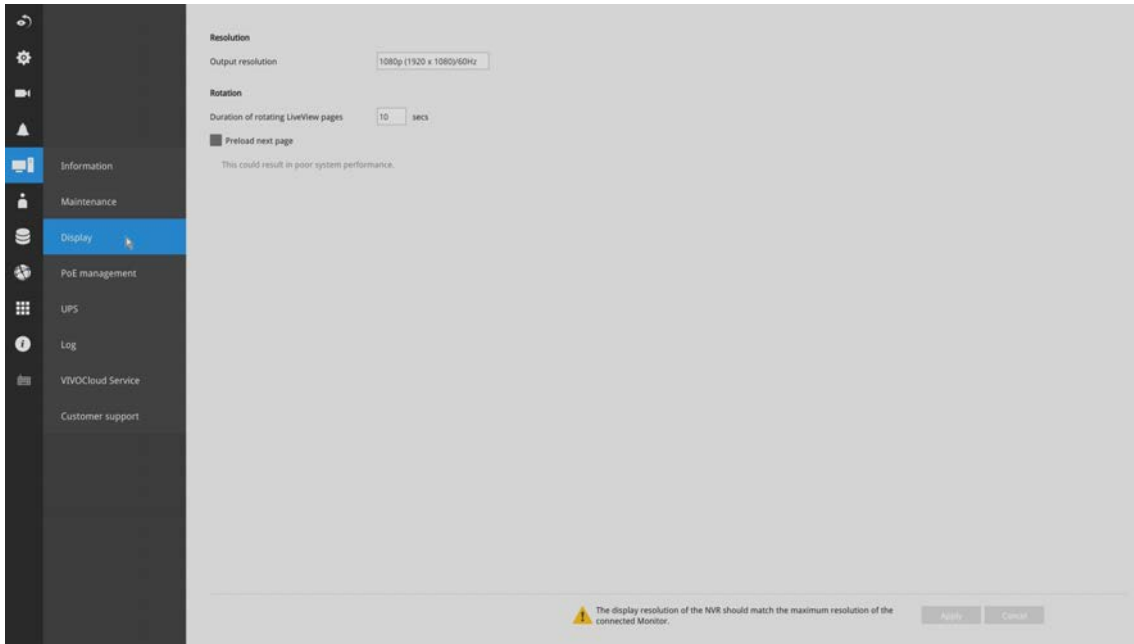 Resolution
Output resolution
1080p (1920 x 1080)/60Hz
Rotation
Duration of rotating LiveView pages
10
secs
Preload next page
This could result in poor system performance.
Information
Maintenance
Display
PoE management
UPS
Log
VIVOCloud Service
Customer support
The display resolution of the NVR should match the maximum resolution of the
connected Monitor.
Apply
Cancel